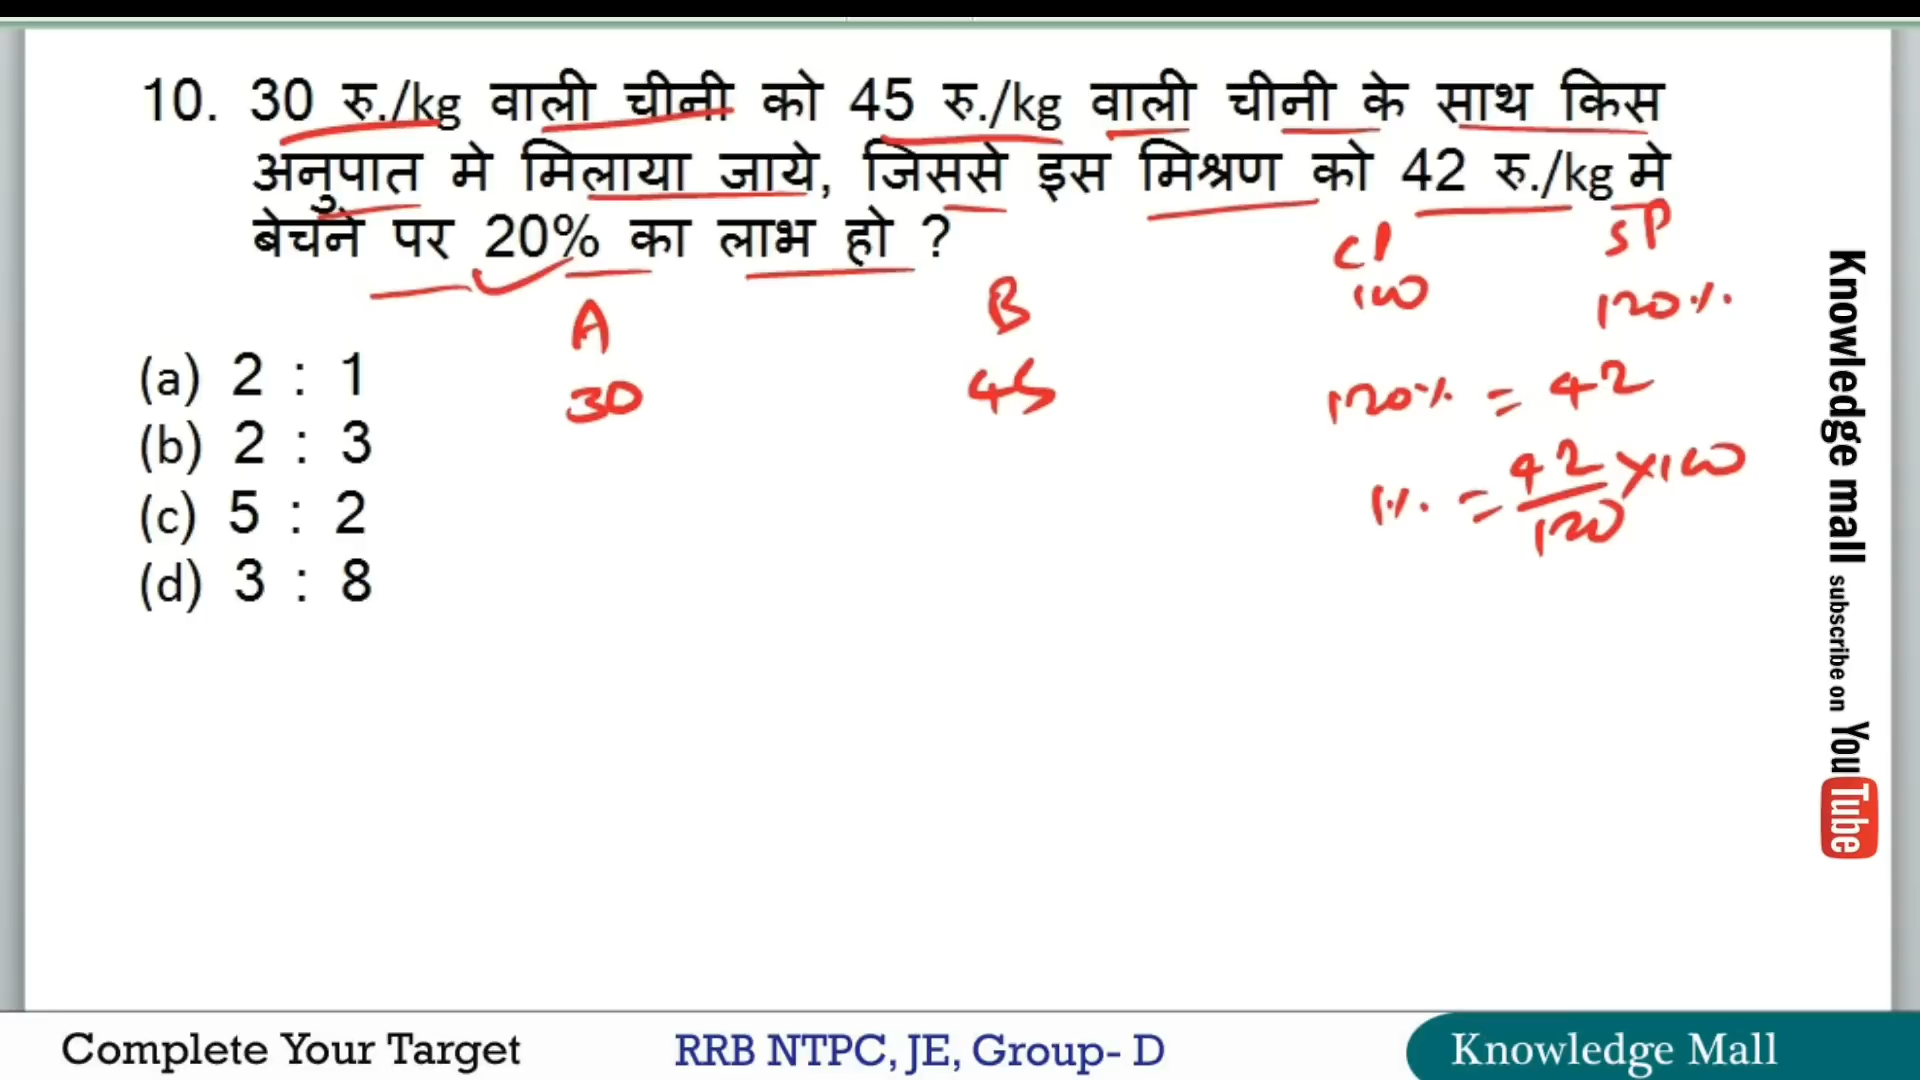 10. 30 रु./kg वाली चीनी को 45 रु./kg वाली चीनी के साथ किस
अनुपात मे मिलाया जाये, जिससे इस मिश्रण को 42 रु./kg मे
बेचने पर 20% का लाभ हो ?
CP SP
100 120%
A B
30 45
120% = 42
1% = 42/120 ×100
(a) 2 : 1
(b) 2 : 3
(c) 5 : 2
(d) 3 : 8
Knowledge mall subscribe on YouTube
Complete Your Target RRB NTPC, JE, Group- D Knowledge Mall